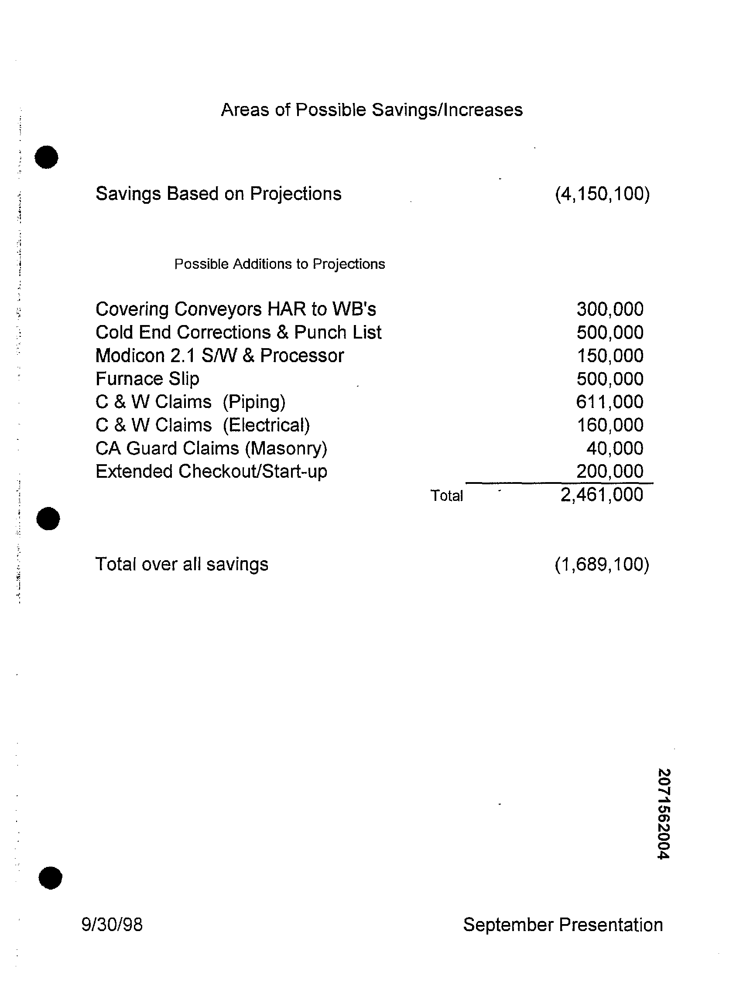 Areas of Possible Savings/Increases
Savings Based on Projections (4,150,100)
Possible Additions to Projections
Covering Conveyors HAR to WB's 300,000
Cold End Corrections & Punch List 500,000
Modicon 2.1 S/W & Processor 150,000
Furnace Slip 500,000
C & W Claims (Piping) 611,000
C & W Claims (Electrical) 160,000
CA Guard Claims (Masonry) 40,000
Extended Checkout/Start-up 200,000
Total 2,461,000
Total over all savings (1,689,100)
2071562004
9/30/98 September Presentation